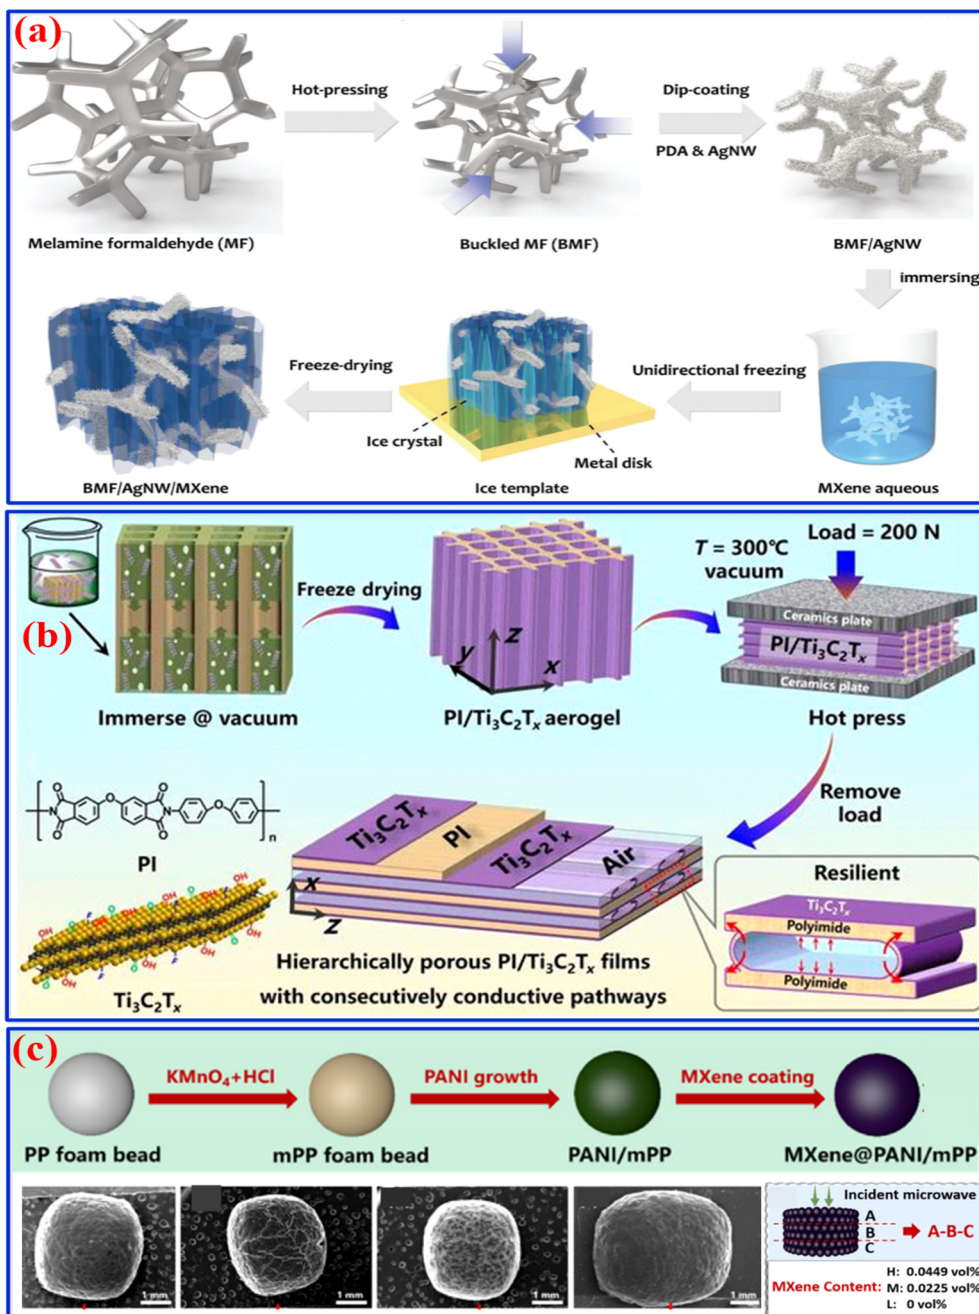 (a)
Hot-pressing
Dip-coating
PDA & AgNW
Melamine formaldehyde (MF)
Buckled MF (BMF)
BMF/AgNW
immersing
Freeze-drying
Unidirectional freezing
Ice crystal
Metal disk
BMF/AgNW/MXene
Ice template
MXene aqueous
(b)
Freeze drying
T = 300℃
vacuum
Load = 200 N
Ceramics plate
PI/Ti₃C₂Tₓ
Ceramics plate
z
y
x
Immerse @ vacuum
PI/Ti₃C₂Tₓ aerogel
Hot press
Remove
load
O
O
O
O
N
N
O
O
n
PI
Ti₃C₂Tₓ
PI
Ti₃C₂Tₓ
Air
x
z
Resilient
Ti₃C₂Tₓ
Polyimide
Polyimide
OH
O
F
OH
Ti₃C₂Tₓ
Hierarchically porous PI/Ti₃C₂Tₓ films
with consecutively conductive pathways
(c)
KMnO₄+HCl
PANI growth
MXene coating
PP foam bead
mPP foam bead
PANI/mPP
MXene@PANI/mPP
1 mm
1 mm
1 mm
1 mm
Incident microwave
A
B
C
A-B-C
MXene Content:
H: 0.0449 vol%
M: 0.0225 vol%
L: 0 vol%